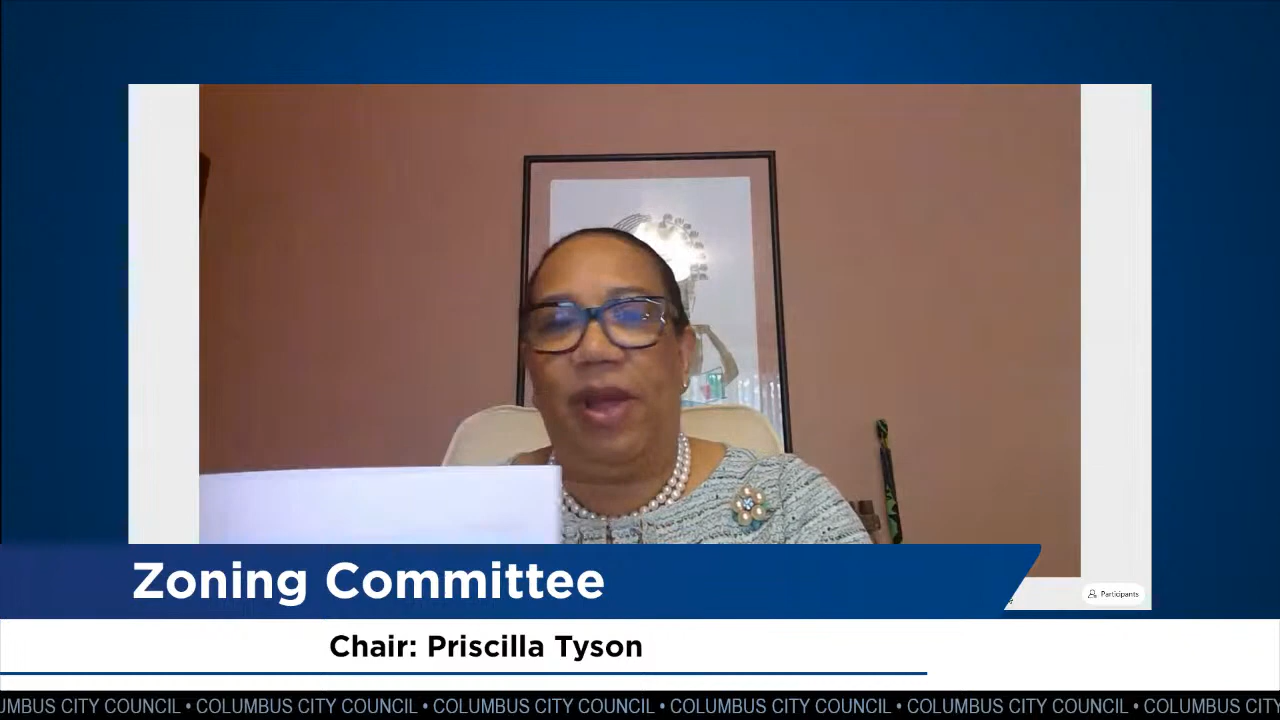 Participants
Zoning Committee
Chair: Priscilla Tyson
UMBUS CITY COUNCIL • COLUMBUS CITY COUNCIL • COLUMBUS CITY COUNCIL • COLUMBUS CITY COUNCIL • COLUMBUS CITY COUNCIL • COLUMBUS CITY